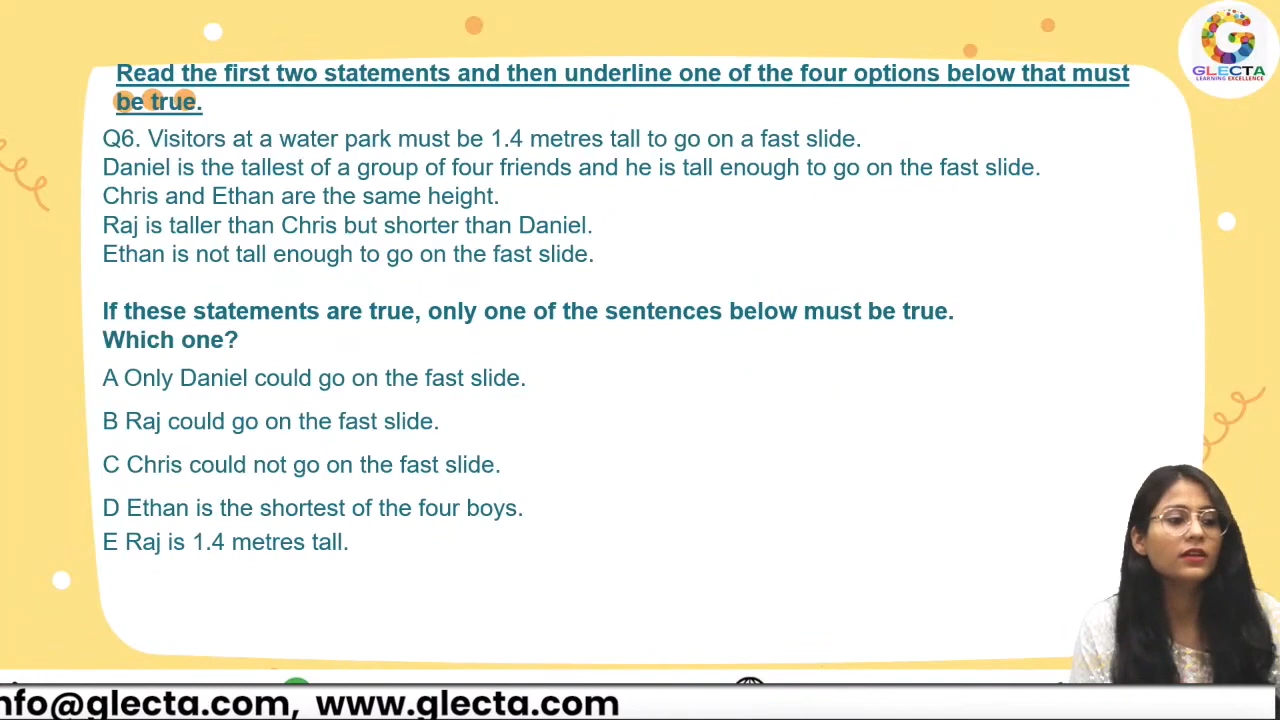 GLECTA
LEARNING EXCELLENCE
Read the first two statements and then underline one of the four options below that must
be true.
Q6. Visitors at a water park must be 1.4 metres tall to go on a fast slide.
Daniel is the tallest of a group of four friends and he is tall enough to go on the fast slide.
Chris and Ethan are the same height.
Raj is taller than Chris but shorter than Daniel.
Ethan is not tall enough to go on the fast slide.
If these statements are true, only one of the sentences below must be true.
Which one?
A Only Daniel could go on the fast slide.
B Raj could go on the fast slide.
C Chris could not go on the fast slide.
D Ethan is the shortest of the four boys.
E Raj is 1.4 metres tall.
nfo@glecta.com, www.glecta.com